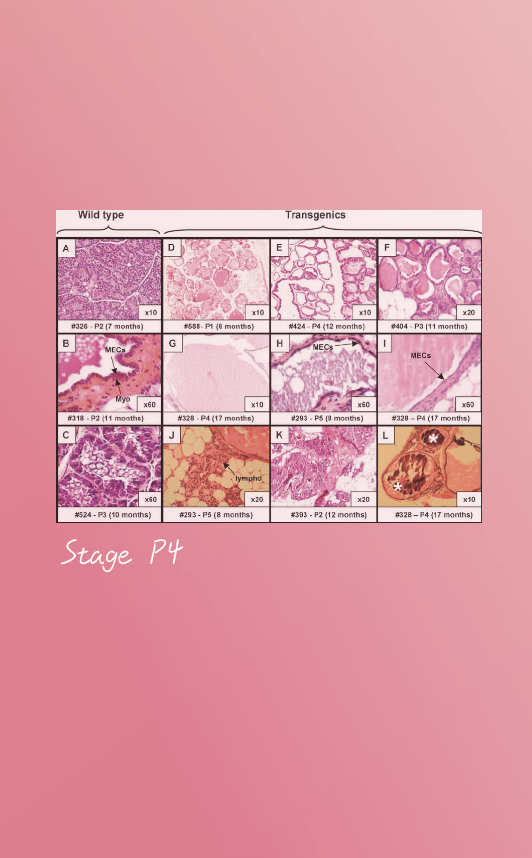 Wild type Transgenics
A D E F
x10 x10 x10 x20
#326 - P2 (7 months) #588 - P1 (6 months) #424 - P4 (12 months) #404 - P3 (11 months)
B G H I
MECs MECs MECs
Myo
x60 x10 x60 x60
#318 - P2 (11 months) #328 - P4 (17 months) #293 - P5 (8 months) #328 – P4 (17 months)
C J K L
lympho
x60 x20 x20 x10
#524 - P3 (10 months) #293 - P5 (8 months) #393 - P2 (12 months) #328 – P4 (17 months)
Stage P4